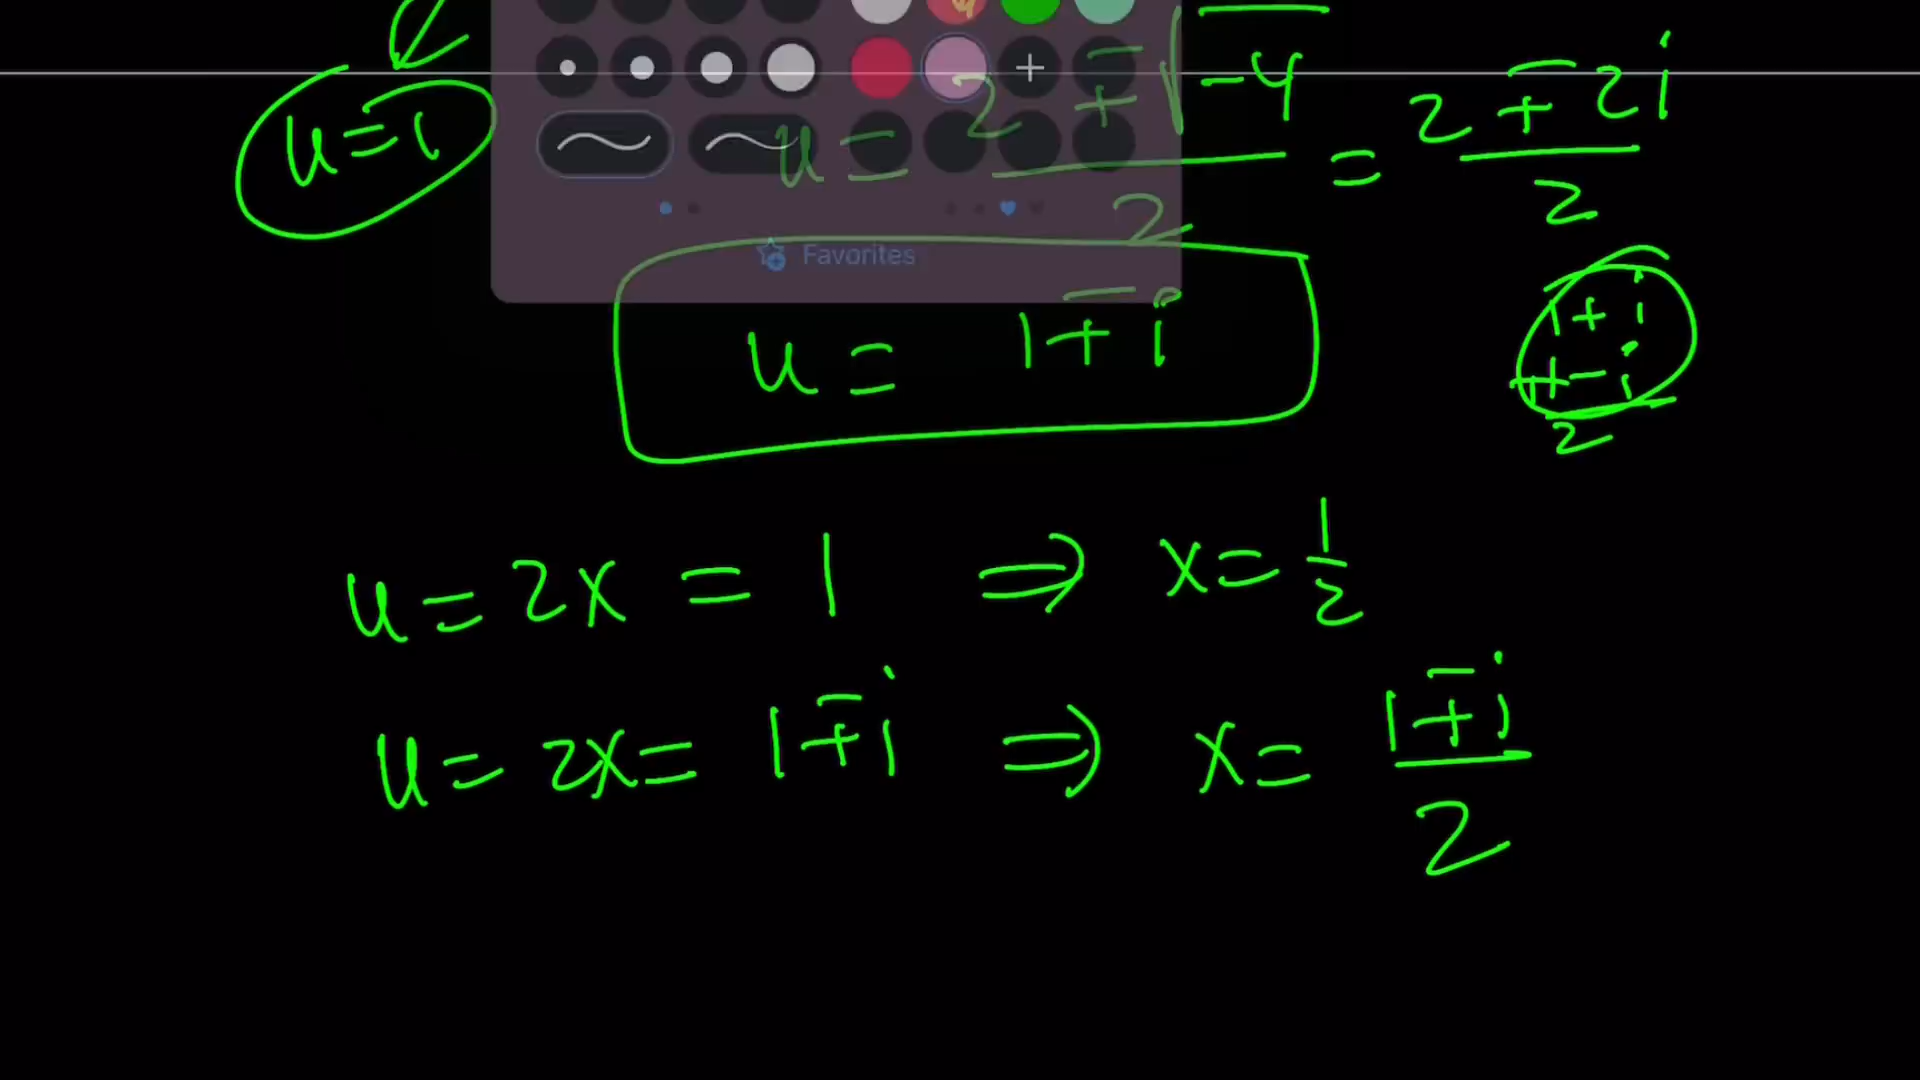 u = 1
u = (2 ∓ √-4)/2 = (2 ∓ 2i)/2
Favorites
u = 1 ∓ i
1 + i
1 - i
2
u = 2x = 1 ⇒ x = 1/2
u = 2x = 1 ∓ i ⇒ x = (1 ∓ i)/2